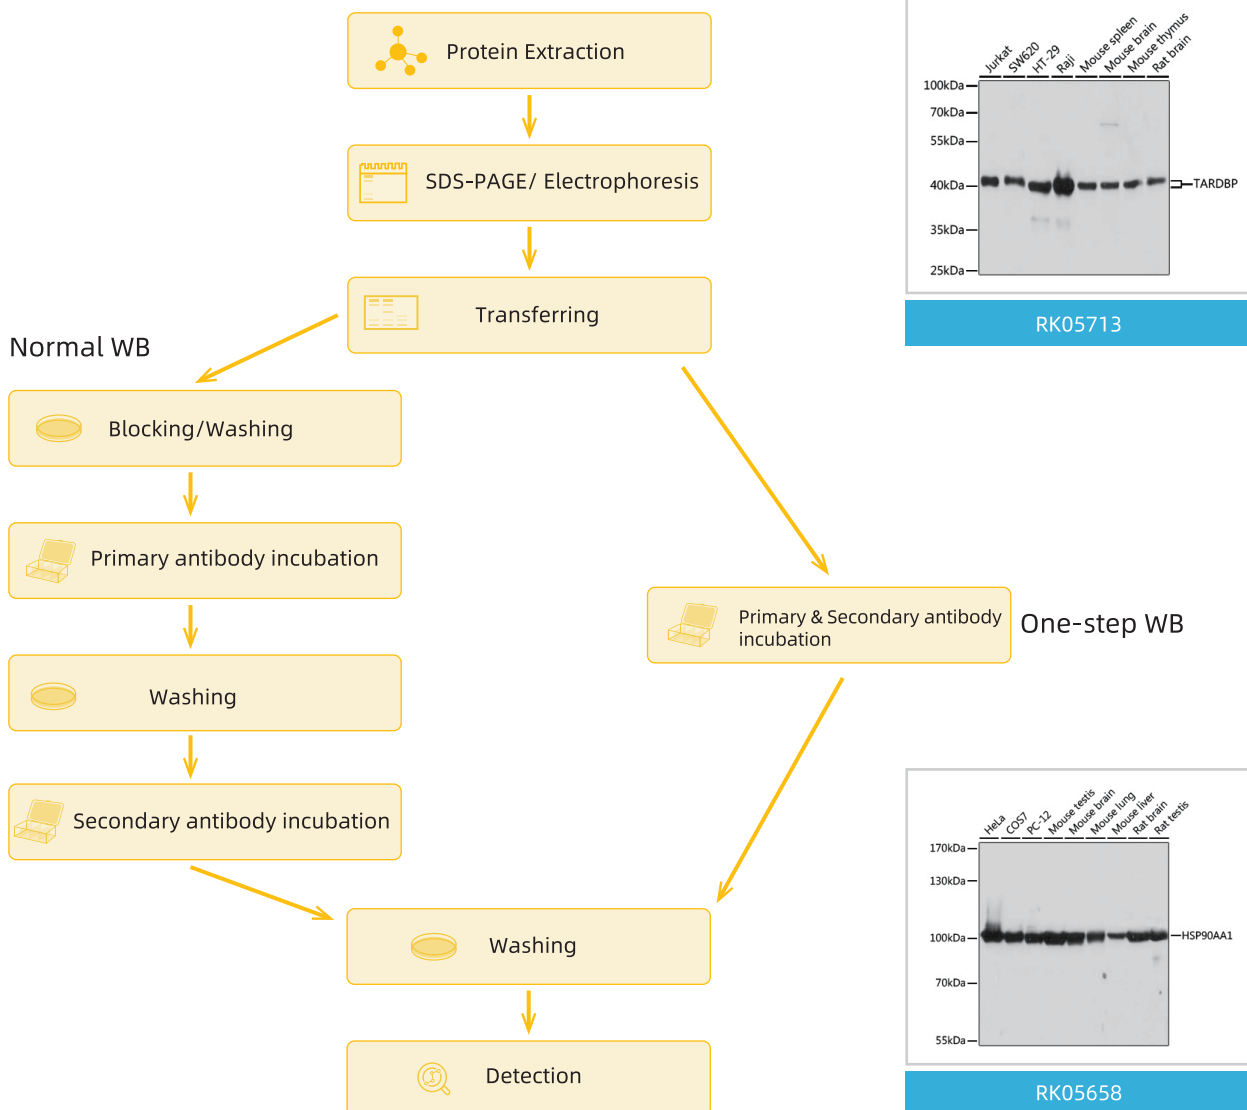 Protein Extraction
SDS-PAGE/ Electrophoresis
Transferring
Normal WB
Blocking/Washing
Primary antibody incubation
Washing
Secondary antibody incubation
Primary & Secondary antibody
incubation
One-step WB
Washing
Detection
Jurkat
SW620
HT-29
Raji
Mouse spleen
Mouse brain
Mouse thymus
Rat brain
100kDa
70kDa
55kDa
40kDa
35kDa
25kDa
TARDBP
RK05713
HeLa
COS7
PC-12
Mouse testis
Mouse brain
Mouse lung
Mouse liver
Rat brain
Rat testis
170kDa
130kDa
100kDa
70kDa
55kDa
HSP90AA1
RK05658